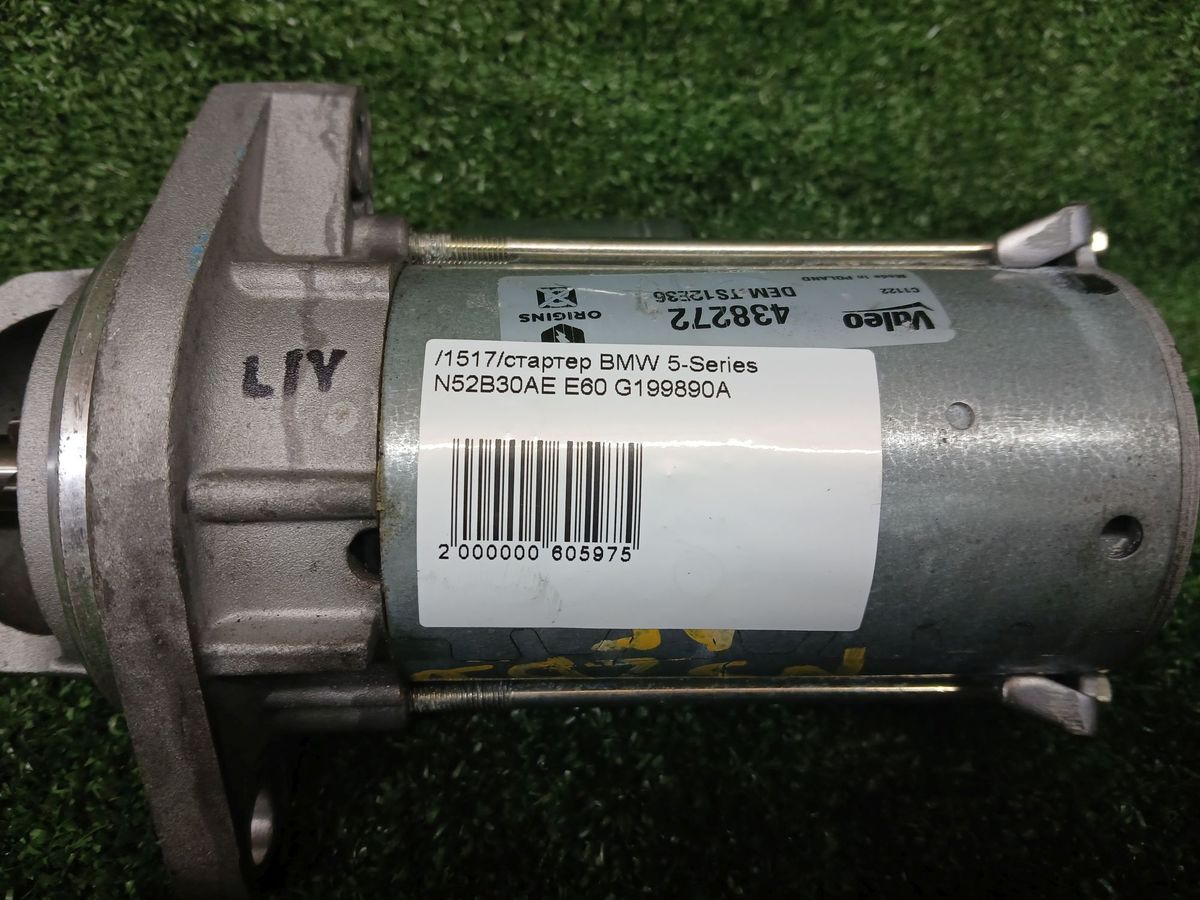 /1517/стартер BMW 5-Series
N52B30AE E60 G199890A
2 000000 605975
Valeo
438272
DEM. TS12E36
C1122
Made in POLAND
ORIGINS